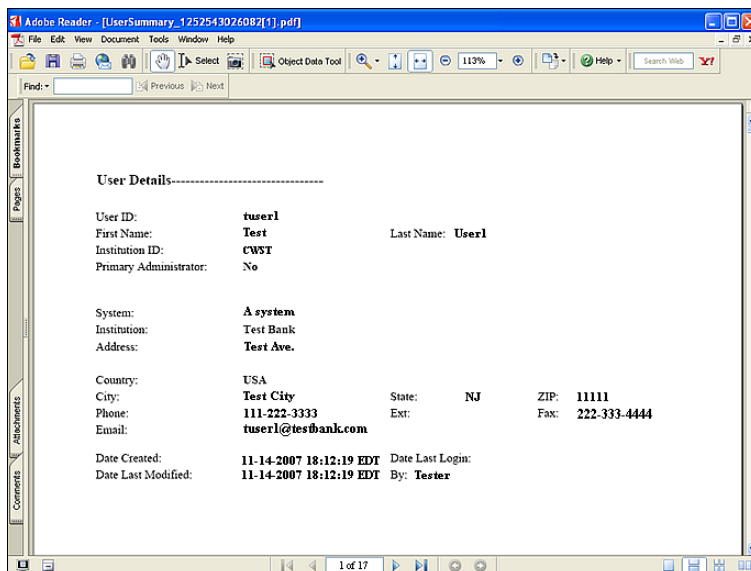 Adobe Reader - [UserSummary_1252543026082[1].pdf]
File Edit View Document Tools Window Help
Select Object Data Tool 113% Help Search Web Y!
Find: Previous Next
Bookmarks
Pages
Attachments
Comments
User Details--------------------------------
User ID: tuser1
First Name: Test Last Name: User1
Institution ID: CWST
Primary Administrator: No
System: A system
Institution: Test Bank
Address: Test Ave.
Country: USA
City: Test City State: NJ ZIP: 11111
Phone: 111-222-3333 Ext: Fax: 222-333-4444
Email: tuser1@testbank.com
Date Created: 11-14-2007 18:12:19 EDT Date Last Login:
Date Last Modified: 11-14-2007 18:12:19 EDT By: Tester
1 of 17